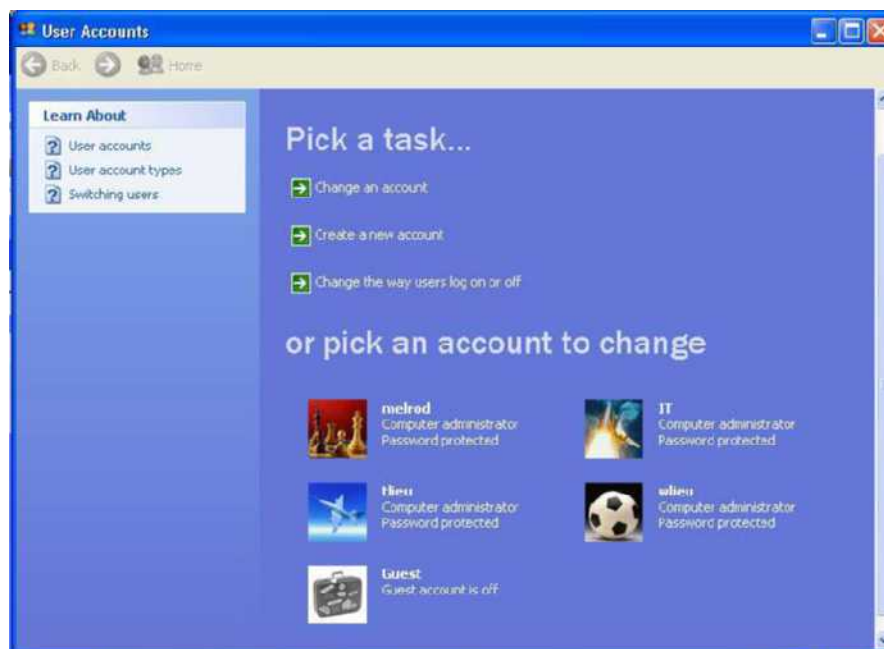 User Accounts
Back Home
Learn About
User accounts
User account types
Switching users
Pick a task...
Change an account
Create a new account
Change the way users log on or off
or pick an account to change
melrod
Computer administrator
Password protected
IT
Computer administrator
Password protected
Computer administrator
Password protected
Computer administrator
Password protected
Guest
Guest account is off